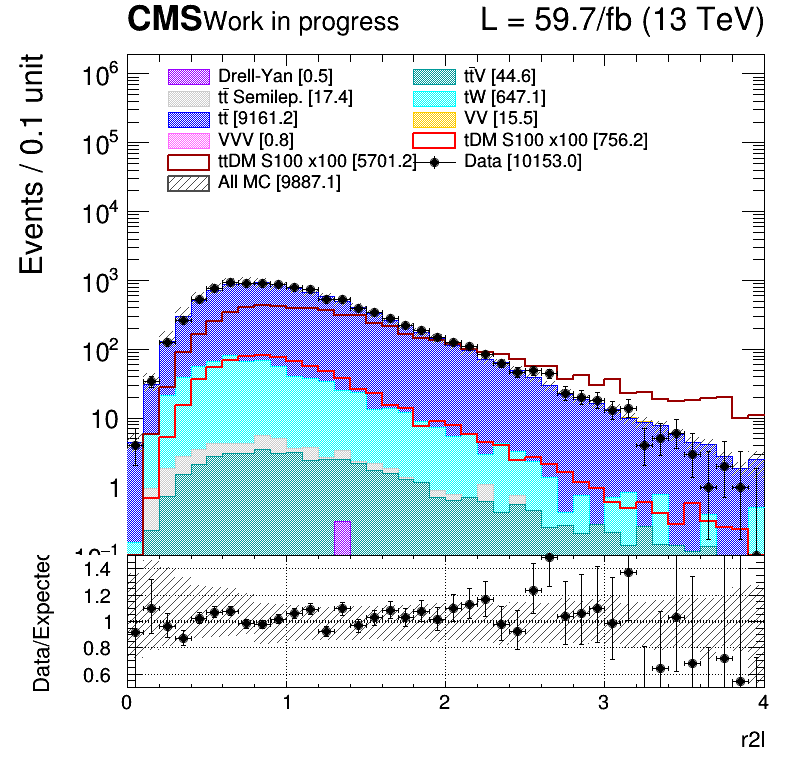 CMS Work in progress L = 59.7/fb (13 TeV)
Events / 0.1 unit
10⁶
10⁵
10⁴
10³
10²
10
1
10⁻¹
Drell-Yan [0.5]
tt̄V [44.6]
tt̄ Semilep. [17.4]
tW [647.1]
tt̄ [9161.2]
VV [15.5]
VVV [0.8]
tDM S100 x100 [756.2]
ttDM S100 x100 [5701.2]
Data [10153.0]
All MC [9887.1]
Data/Expected
1.4
1.2
1
0.8
0.6
0 1 2 3 4
r2l